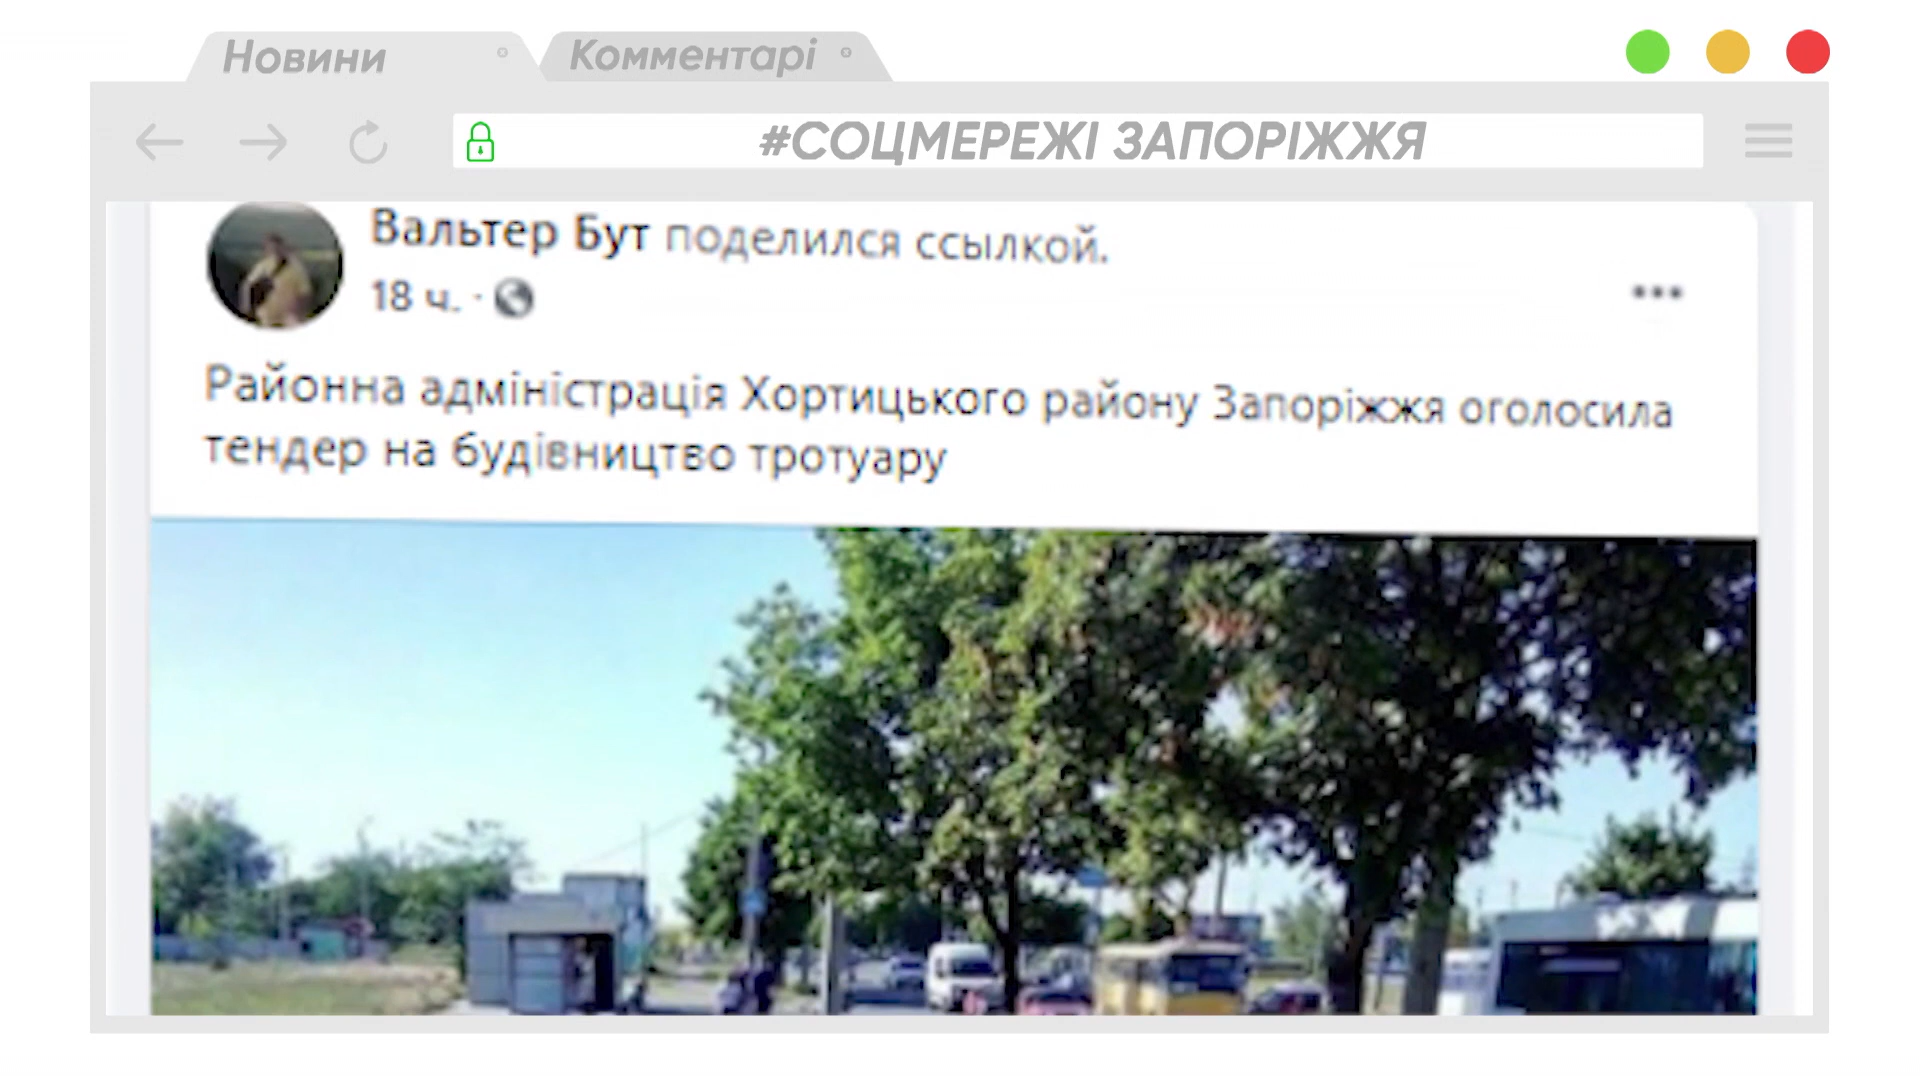 Новини
Комментарі
#СОЦМЕРЕЖІ ЗАПОРІЖЖЯ
Вальтер Бут поделился ссылкой.
18 ч. ·
Районна адміністрація Хортицького району Запоріжжя оголосила
тендер на будівництво тротуару